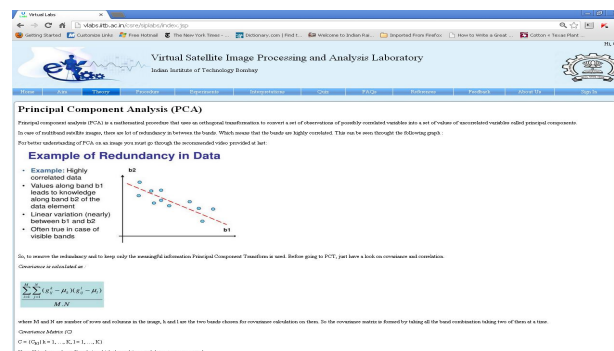 Virtual Labs
vlabs.iitb.ac.in/core/spiabs/index.jsp
Getting Started Customize Links Free Hotmail The New York Times - ... Dictionary.com | Find t... Welcome to Indian Rai... Imported From Firefox How to Write a Great ... Cotton « Texas Plant ...
Virtual Satellite Image Processing and Analysis Laboratory
Indian Institute of Technology Bombay
Home Aim Theory Procedure Experiments Interpretations Quiz FAQs References Feedback About Us Sign In
Principal Component Analysis (PCA)
Principal component analysis (PCA) is a mathematical procedure that uses an orthogonal transformation to convert a set of observations of possibly correlated variables into a set of values of uncorrelated variables called principal components.
In case of multiband satellite images, there are lot of redundancy in between the bands. Which means that the bands are highly correlated. This can be seen throught the following graph :
For better understanding of PCA on an image you must go through the recommended video provided at last:
Example of Redundancy in Data
• Example: Highly correlated data
• Values along band b1 leads to knowledge along band b2 of the data element
• Linear variation (nearly) between b1 and b2
• Often true in case of visible bands
b2
b1
So, to remove the redundancy and to keep only the meaningful information Principal Component Transform is used. Before going to PCT, just have a look on covariance and correlation.
Covariance is calculated as :
M.N
where M and N are number of rows and columns in the image, h and l are the two bands chosen for covariance calculation on them. So the covariance matrix is formed by taking all the band combination taking two of them at a time.
Covariance Matrix (C)
C = {Ckl | k = 1, ..., K, l = 1, ..., K}